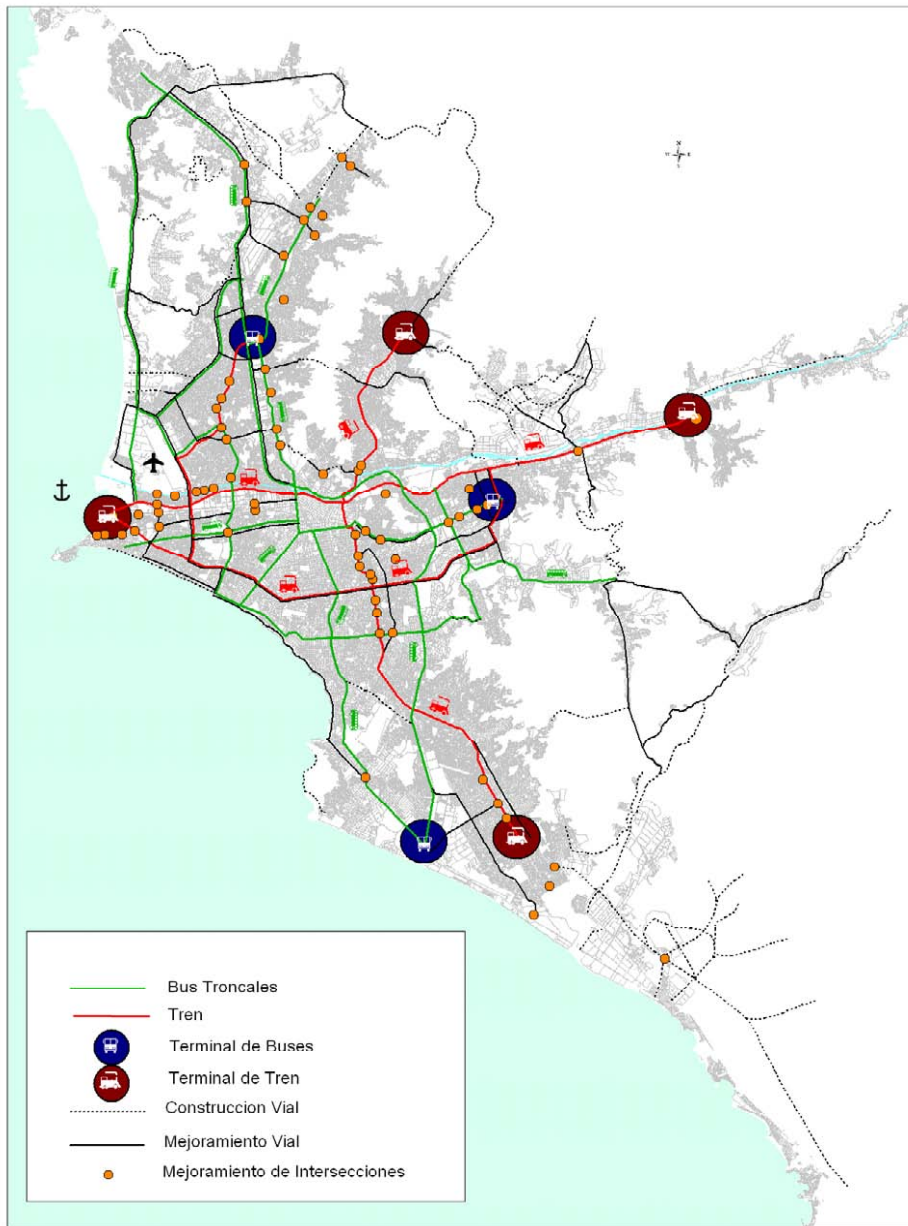 N
W E
S
Bus Troncales
Tren
Terminal de Buses
Terminal de Tren
Construccion Vial
Mejoramiento Vial
Mejoramiento de Intersecciones